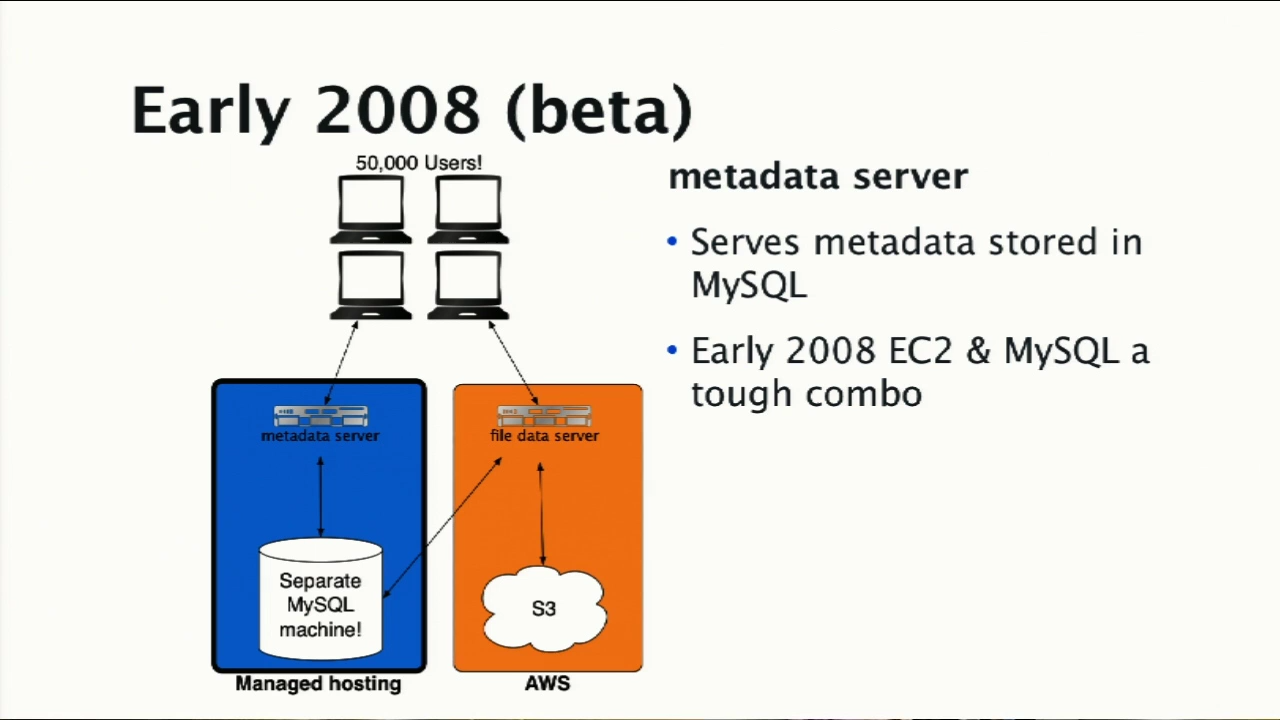 Early 2008 (beta)
50,000 Users!
metadata server
file data server
Separate
MySQL
machine!
S3
Managed hosting
AWS
metadata server
• Serves metadata stored in
MySQL
• Early 2008 EC2 & MySQL a
tough combo